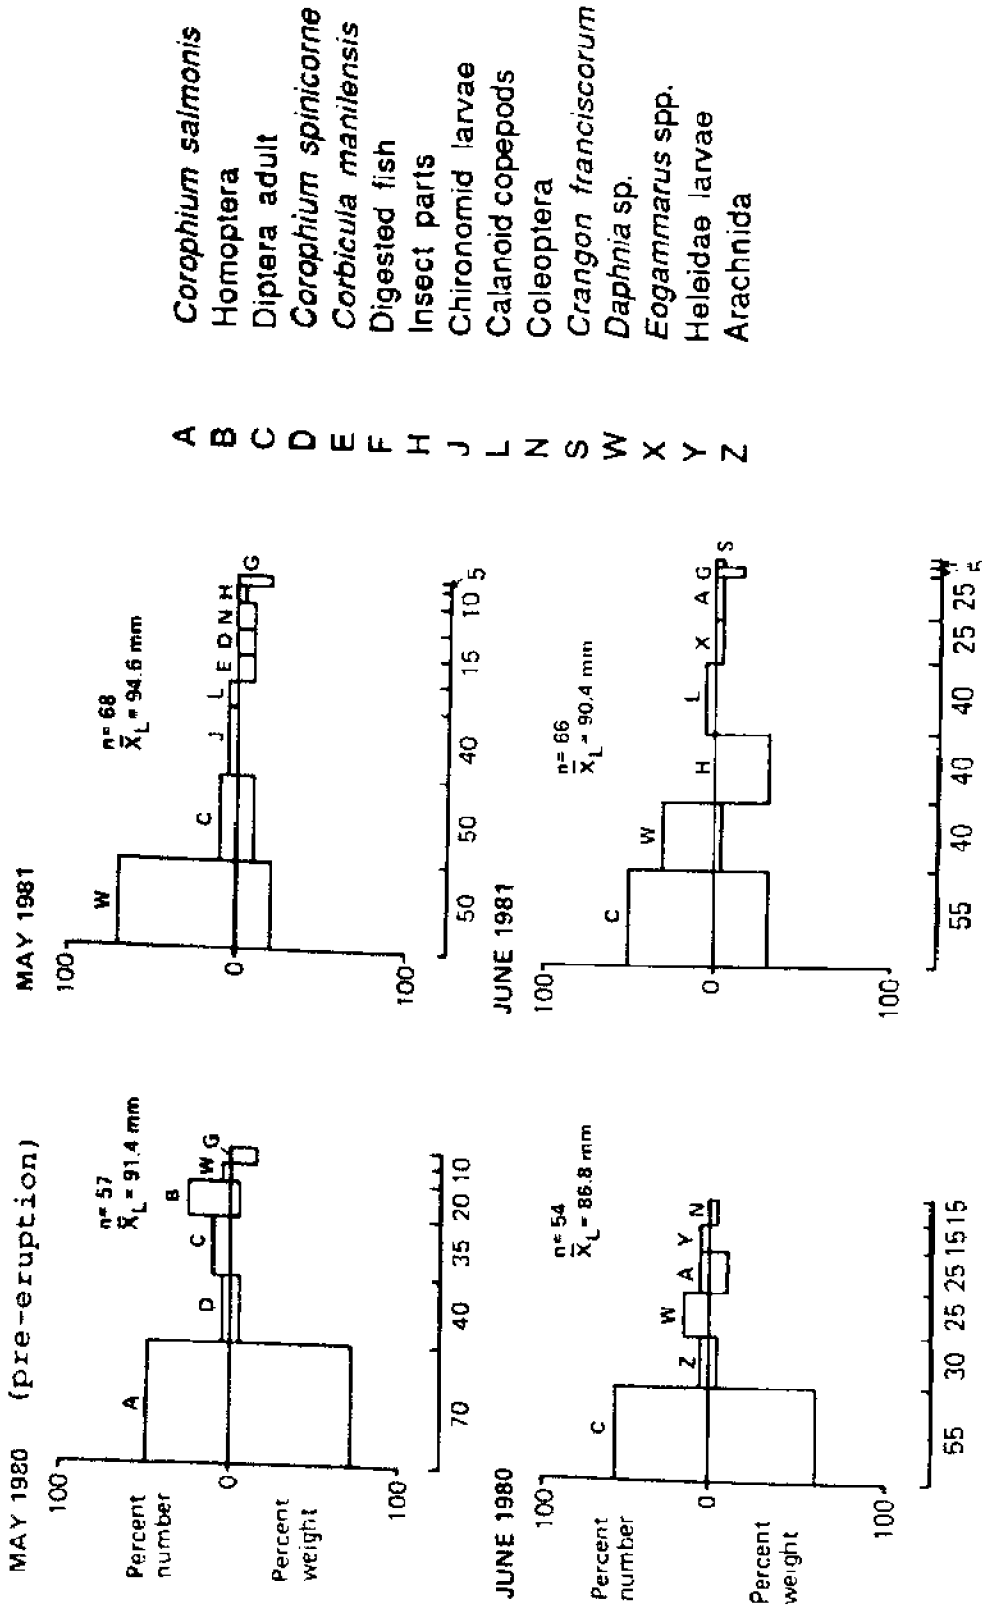 MAY 1980 (pre-eruption)
n= 57
X̅L = 91.4 mm
100
0
100
Percent number
Percent weight
A
D
C
B
W
G
70
40
35
20
10
MAY 1981
n= 68
X̅L = 94.6 mm
100
0
100
W
C
J
L
E
D
N
H
G
50
50
40
15
10
5
JUNE 1980
n= 54
X̅L = 86.8 mm
100
0
100
Percent number
Percent weight
C
Z
W
A
Y
N
55
30
25
25
15
15
JUNE 1981
n= 66
X̅L = 90.4 mm
100
0
100
C
W
H
L
X
A
G
S
55
40
40
40
25
25
A Corophium salmonis
B Homoptera
C Diptera adult
D Corophium spinicorne
E Corbicula manilensis
F Digested fish
H Insect parts
J Chironomid larvae
L Calanoid copepods
N Coleoptera
S Crangon franciscorum
W Daphnia sp.
X Eogammarus spp.
Y Heleidae larvae
Z Arachnida